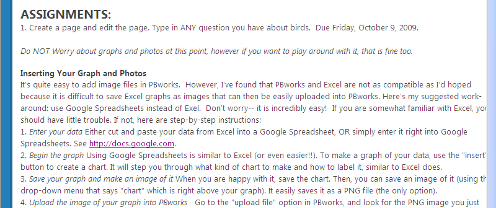 ASSIGNMENTS:
1. Create a page and edit the page. Type in ANY question you have about birds.  Due Friday, October 9, 2009.
Do NOT Worry about graphs and photos at this point, however if you want to play around with it, that is fine too.
Inserting Your Graph and Photos
It's quite easy to add images in PBworks.  However, I've found that PBworks and Excel are not as compatible as I'd hoped
because it is difficult to save Excel graphs as images that can then be easily uploaded into PBworks. Here's my suggested work-
around: use Google Spreadsheets instead of Exel.  Don't worry-- it is incredibly easy!  If you are somewhat familiar with Excel, you
should have little trouble. If not, here are step-by-step instructions:
1. Enter your data Either cut and paste your data from Excel into a Google Spreadsheet, OR simply enter it right into Google
Spreadsheets. See http://docs.google.com.
2. Begin the graph Using Google Spreadsheets is similar to Excel (or even easier!!). To make a graph of your data, use the "insert"
button to create a chart. It will step you through what kind of chart to make and how to label it, similar to Excel does.
3. Save your graph and make an image of it When you are happy with it, save the chart. Then, you can save an image of it (using the
drop-down menu that says "chart" which is right above your graph). It easily saves it as a PNG file (the only option).
4. Upload the image of your graph into PBworks - Go to the "upload file" option in PBworks, and look for the PNG image you just